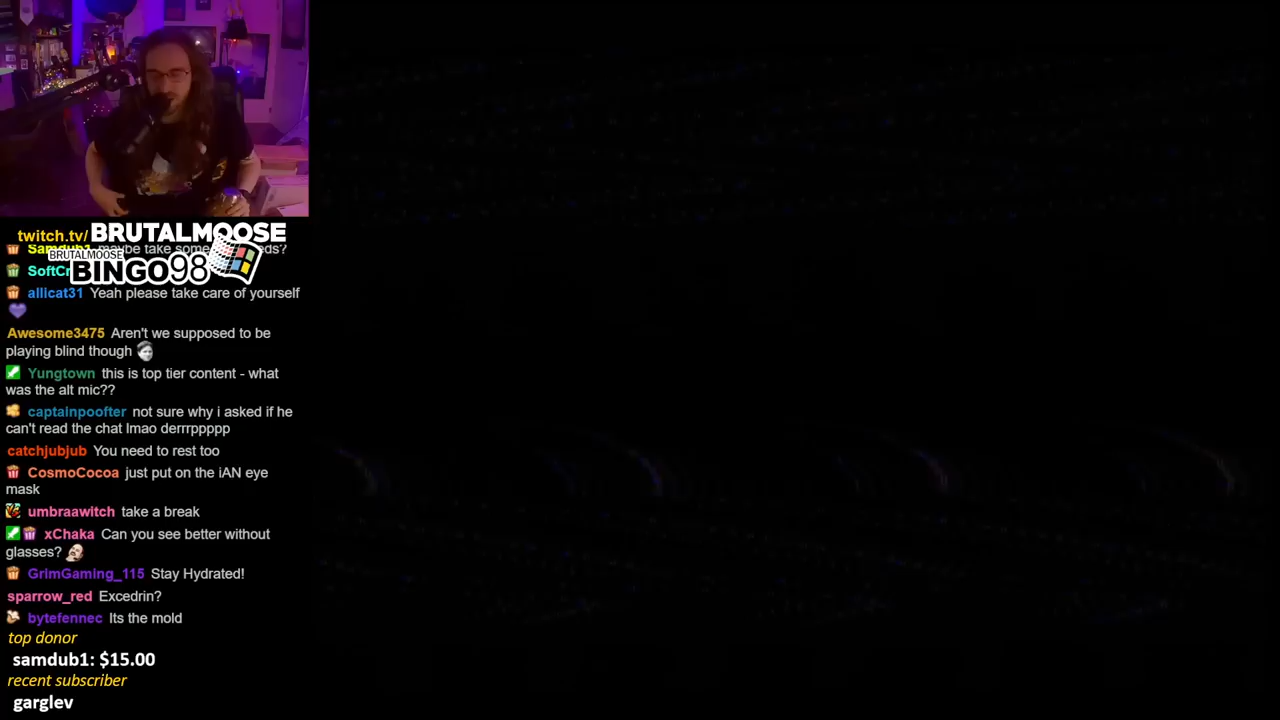 twitch.tv/BRUTALMOOSE
Samdub1 maybe take some
BRUTALMOOSE
BINGO98
allicat31 Yeah please take care of yourself
Awesome3475 Aren't we supposed to be
playing blind though
Yungtown this is top tier content - what
was the alt mic??
captainpoofter not sure why i asked if he
can't read the chat lmao derrrppppp
catchjubjub You need to rest too
CosmoCocoa just put on the iAN eye
mask
umbraawitch take a break
xChaka Can you see better without
glasses?
GrimGaming_115 Stay Hydrated!
sparrow_red Excedrin?
bytefennec Its the mold
top donor
samdub1: $15.00
recent subscriber
garglev